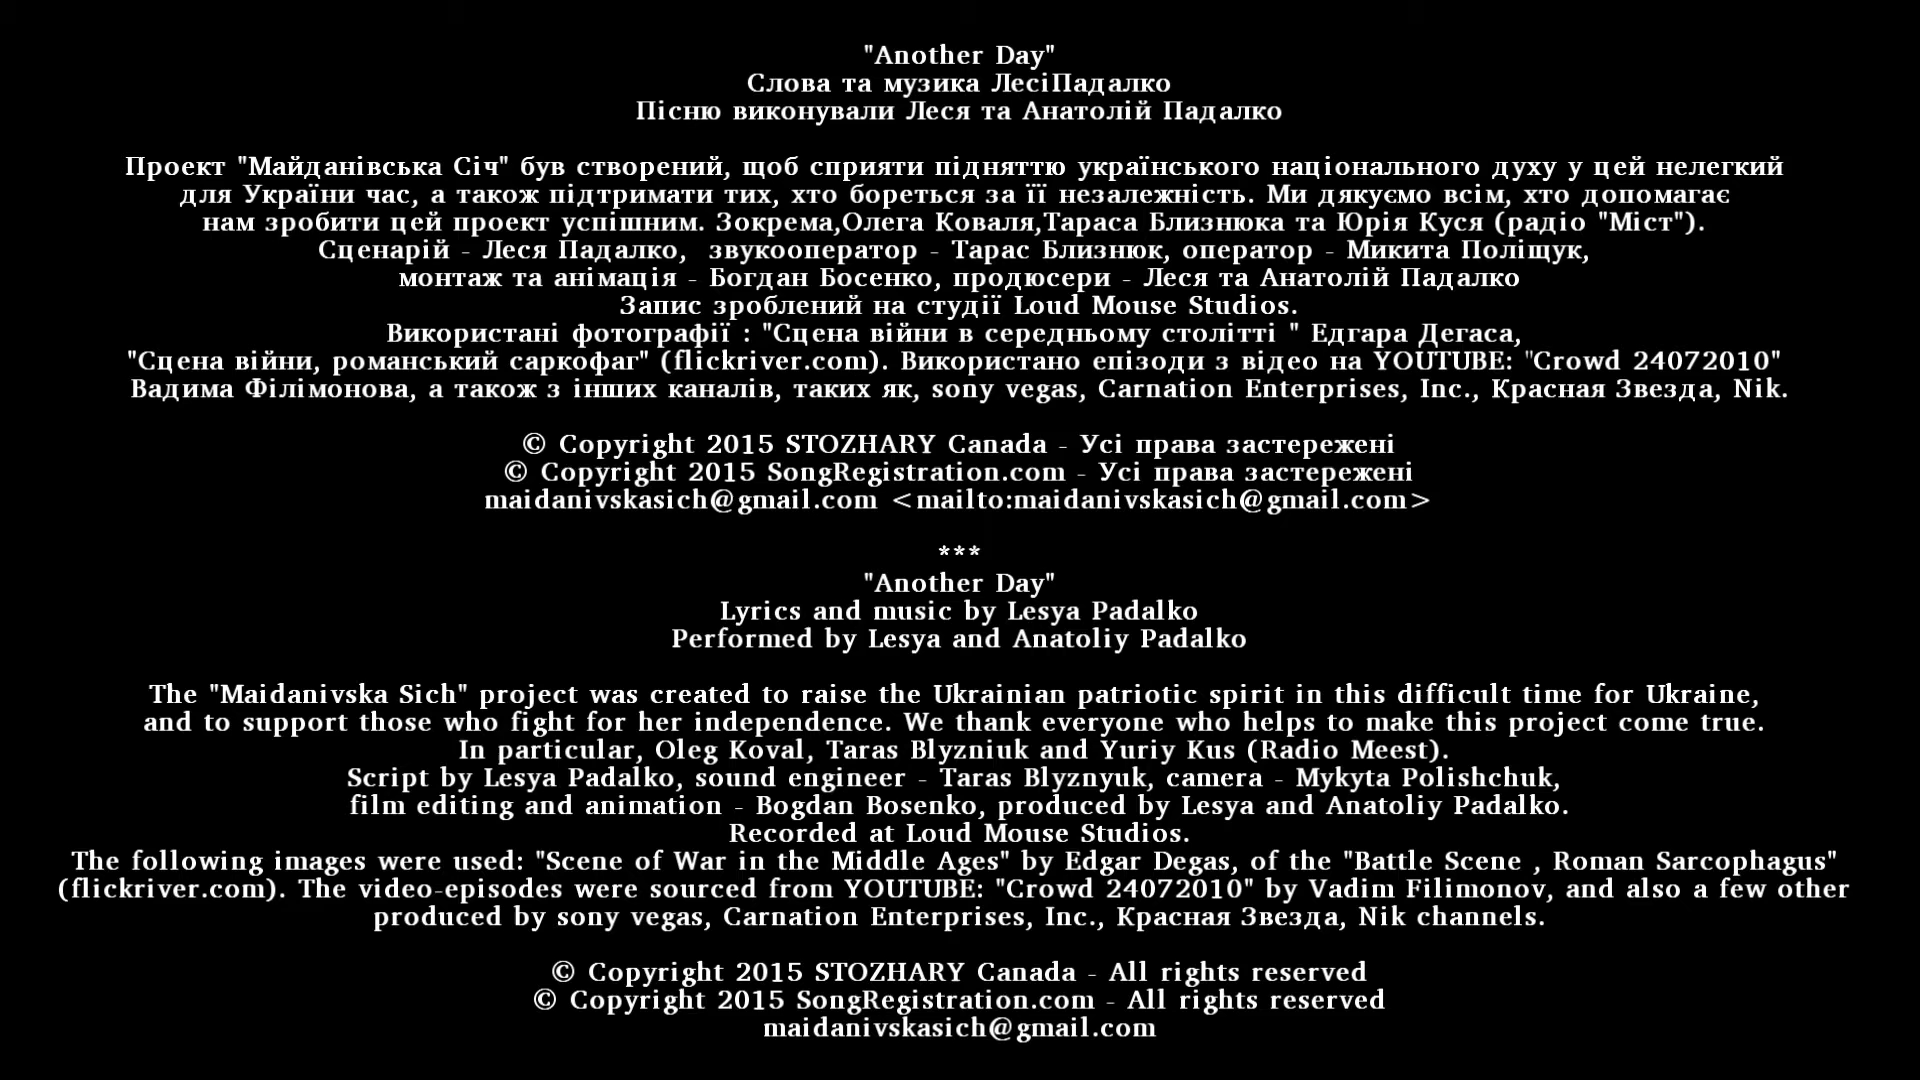 "Another Day"
Слова та музика ЛесіПадалко
Пісню виконували Леся та Анатолій Падалко
Проект "Майданівська Січ" був створений, щоб сприяти підняттю українського національного духу у цей нелегкий
для України час, а також підтримати тих, хто бореться за її незалежність. Ми дякуємо всім, хто допомагає
нам зробити цей проект успішним. Зокрема,Олега Коваля,Тараса Близнюка та Юрія Куся (радіо "Міст").
Сценарій - Леся Падалко,  звукооператор - Тарас Близнюк, оператор - Микита Поліщук,
монтаж та анімація - Богдан Босенко, продюсери - Леся та Анатолій Падалко
Запис зроблений на студії Loud Mouse Studios.
Використані фотографії : "Сцена війни в середньому столітті " Едгара Дегаса,
"Сцена війни, романський саркофаг" (flickriver.com). Використано епізоди з відео на YOUTUBE: "Crowd 24072010"
Вадима Філімонова, а також з інших каналів, таких як, sony vegas, Carnation Enterprises, Inc., Красная Звезда, Nik.
© Copyright 2015 STOZHARY Canada - Усі права застережені
© Copyright 2015 SongRegistration.com - Усі права застережені
maidanivskasich@gmail.com <mailto:maidanivskasich@gmail.com>
***
"Another Day"
Lyrics and music by Lesya Padalko
Performed by Lesya and Anatoliy Padalko
The "Maidanivska Sich" project was created to raise the Ukrainian patriotic spirit in this difficult time for Ukraine,
and to support those who fight for her independence. We thank everyone who helps to make this project come true.
In particular, Oleg Koval, Taras Blyzniuk and Yuriy Kus (Radio Meest).
Script by Lesya Padalko, sound engineer - Taras Blyznyuk, camera - Mykyta Polishchuk,
film editing and animation - Bogdan Bosenko, produced by Lesya and Anatoliy Padalko.
Recorded at Loud Mouse Studios.
The following images were used: "Scene of War in the Middle Ages" by Edgar Degas, of the "Battle Scene , Roman Sarcophagus"
(flickriver.com). The video-episodes were sourced from YOUTUBE: "Crowd 24072010" by Vadim Filimonov, and also a few other
produced by sony vegas, Carnation Enterprises, Inc., Красная Звезда, Nik channels.
© Copyright 2015 STOZHARY Canada - All rights reserved
© Copyright 2015 SongRegistration.com - All rights reserved
maidanivskasich@gmail.com